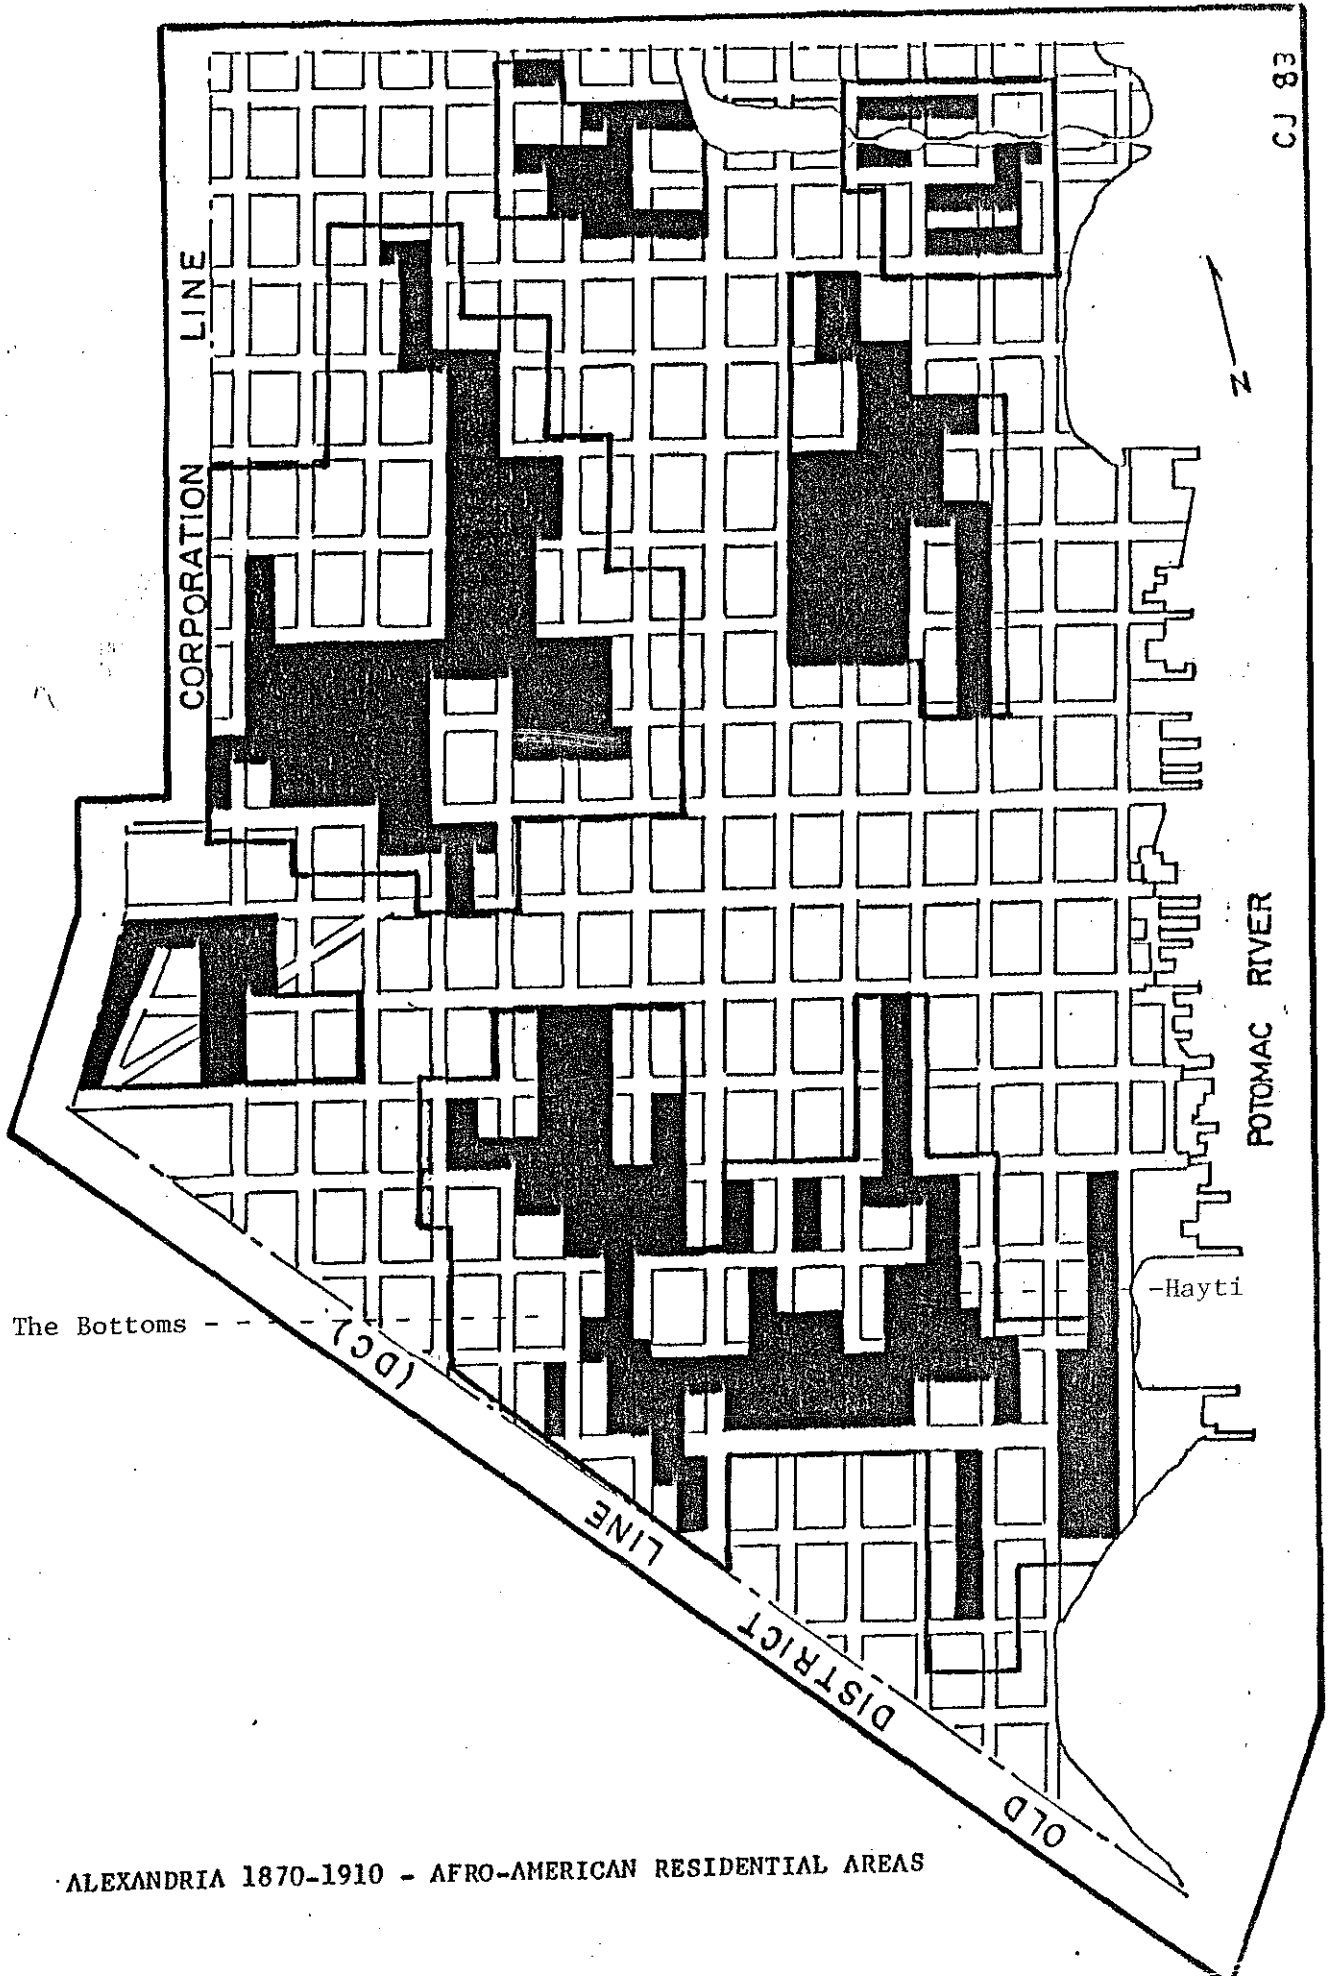 CJ 83
CORPORATION LINE
N
POTOMAC RIVER
-Hayti
The Bottoms - - - - - - - - - - -
OLD DISTRICT LINE (DC)
ALEXANDRIA 1870-1910 - AFRO-AMERICAN RESIDENTIAL AREAS